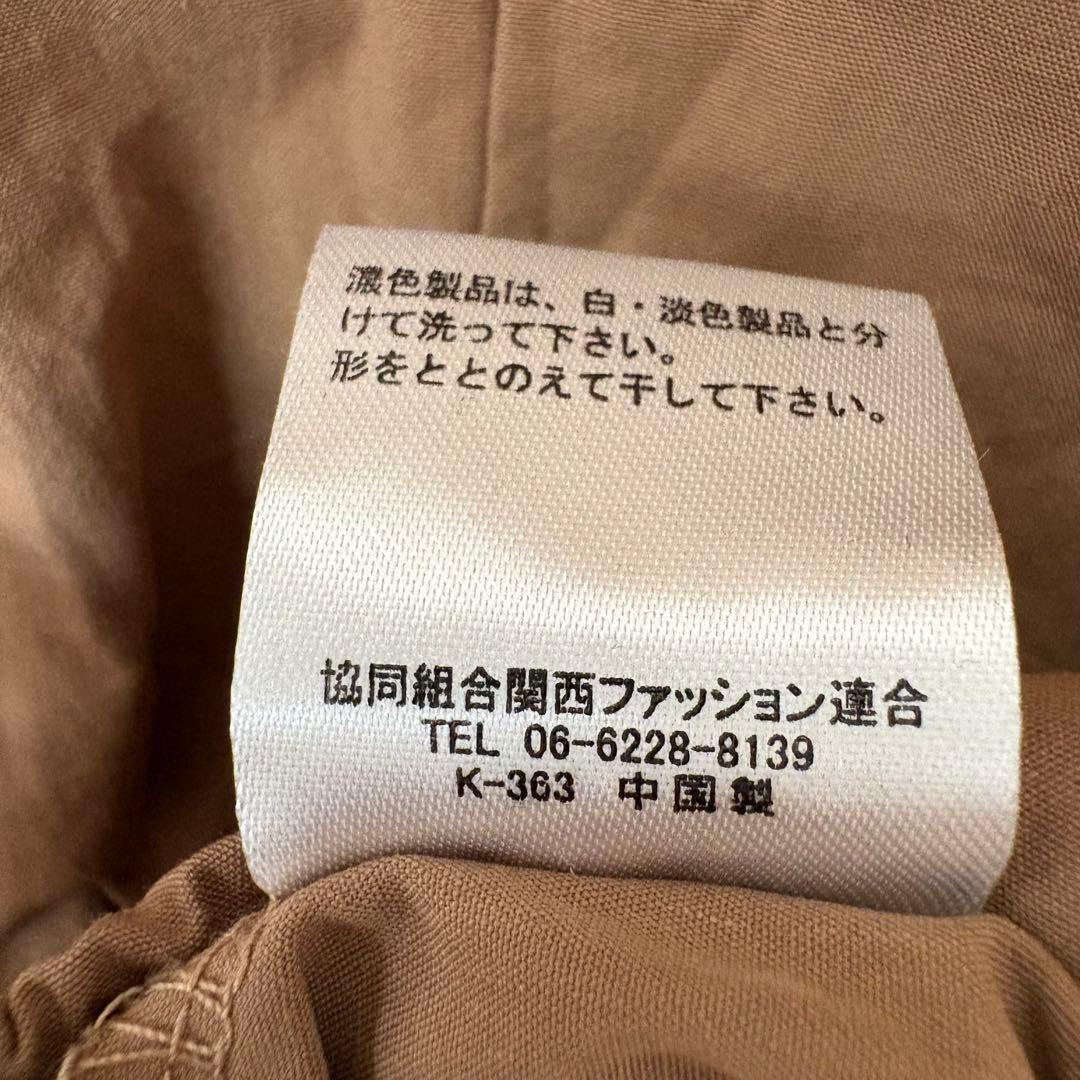 濃色製品は、白・淡色製品と分
けて洗って下さい。
形をととのえて干して下さい。
協同組合関西ファッション連合
TEL 06-6228-8139
K-363 中国製